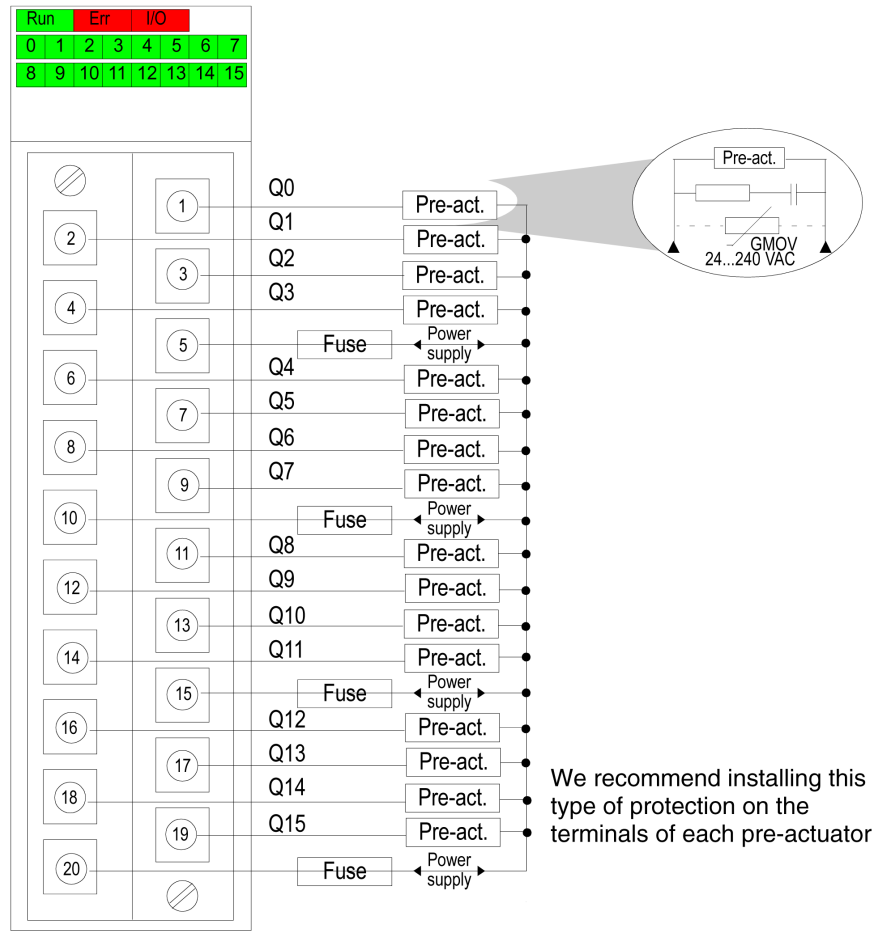 Run Err I/O
0 1 2 3 4 5 6 7
8 9 10 11 12 13 14 15
Pre-act.
GMOV
24...240 VAC
1 Q0 Pre-act.
2 Q1 Pre-act.
3 Q2 Pre-act.
4 Q3 Pre-act.
5 Fuse Power supply
6 Q4 Pre-act.
7 Q5 Pre-act.
8 Q6 Pre-act.
9 Q7 Pre-act.
10 Fuse Power supply
11 Q8 Pre-act.
12 Q9 Pre-act.
13 Q10 Pre-act.
14 Q11 Pre-act.
15 Fuse Power supply
16 Q12 Pre-act.
17 Q13 Pre-act.
18 Q14 Pre-act.
19 Q15 Pre-act.
20 Fuse Power supply
We recommend installing this
type of protection on the
terminals of each pre-actuator